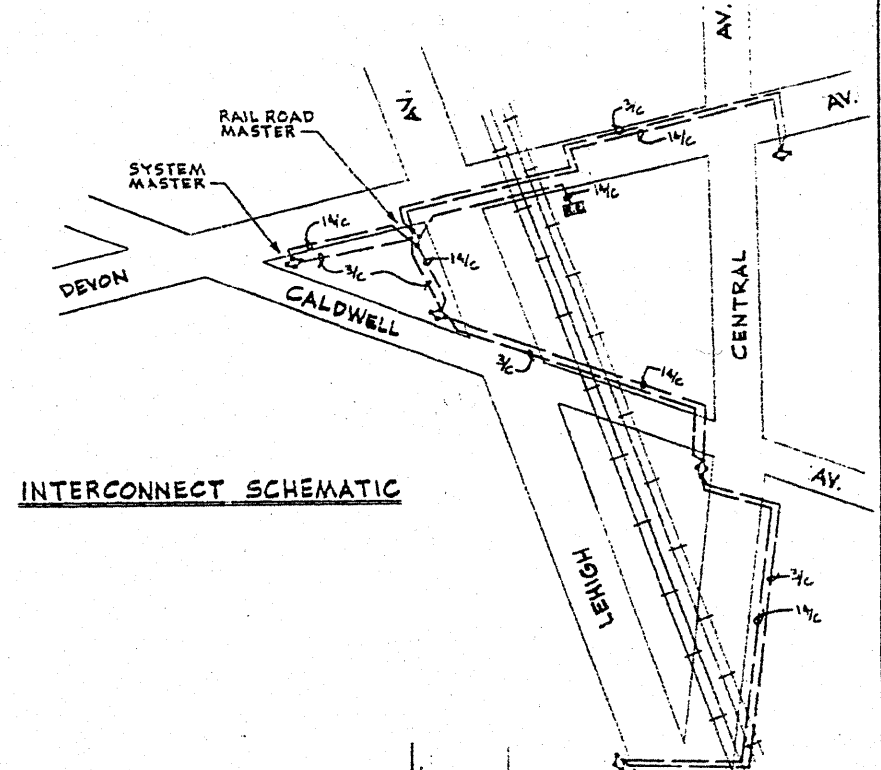 AV.
AV.
3/C
14/C
RAIL ROAD
MASTER
SYSTEM
MASTER
14/C
14/C
3/C
14/C
DEVON
CALDWELL
CENTRAL
3/C
14/C
INTERCONNECT SCHEMATIC
AV.
LEHIGH
3/C
14/C